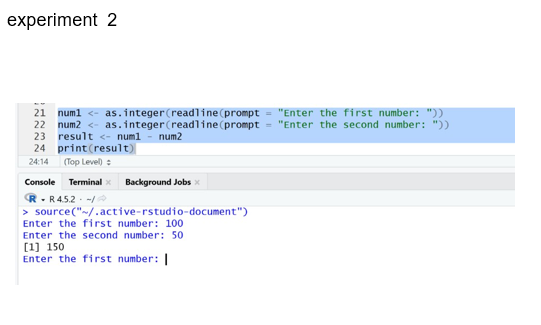 experiment 2
21 num1 <- as.integer(readline(prompt = "Enter the first number: "))
22 num2 <- as.integer(readline(prompt = "Enter the second number: "))
23 result <- num1 - num2
24 print(result)
24:14 (Top Level)
Console Terminal × Background Jobs ×
R 4.5.2 · ~/
> source("~/.active-rstudio-document")
Enter the first number: 100
Enter the second number: 50
[1] 150
Enter the first number: